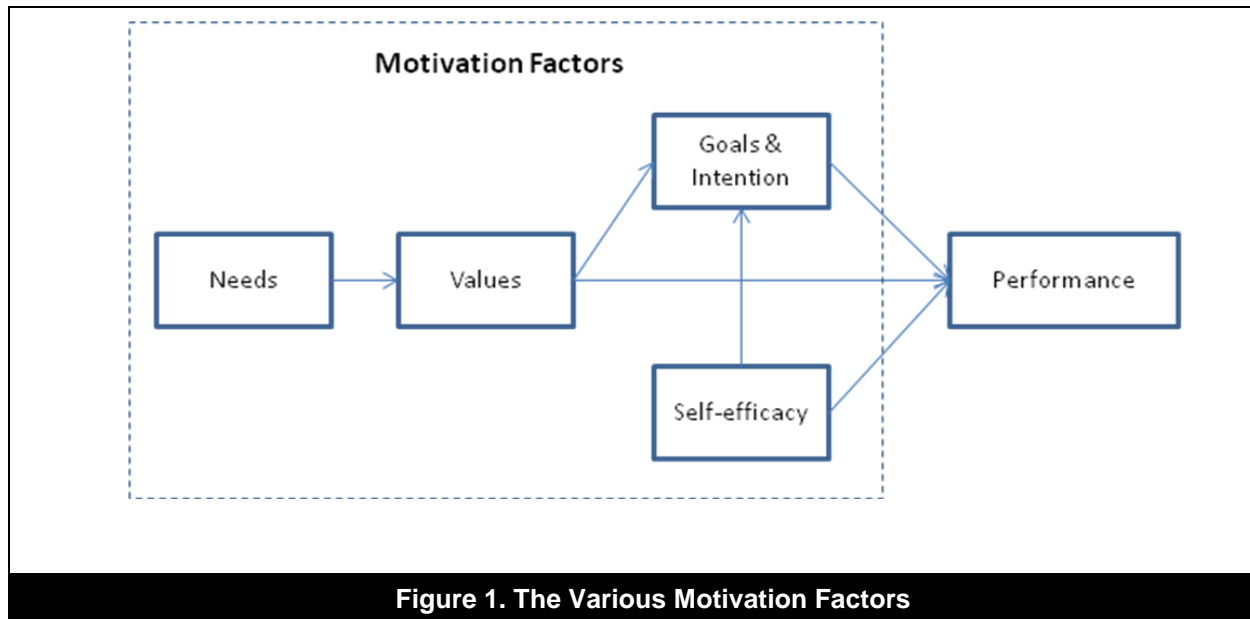 Motivation Factors
Goals &
Intention
Needs
Values
Performance
Self-efficacy
Figure 1. The Various Motivation Factors